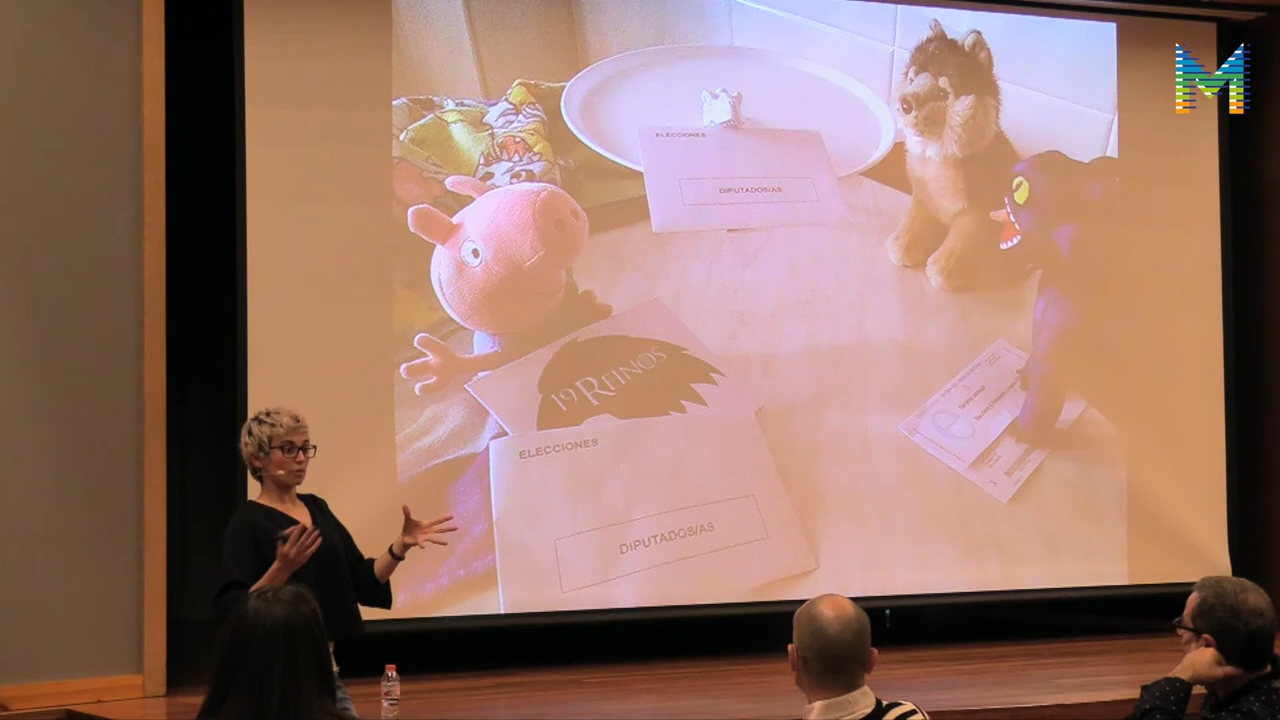 M
ELECCIONES
DIPUTADOS/AS
19 REINOS
ELECCIONES
DIPUTADOS/AS
e